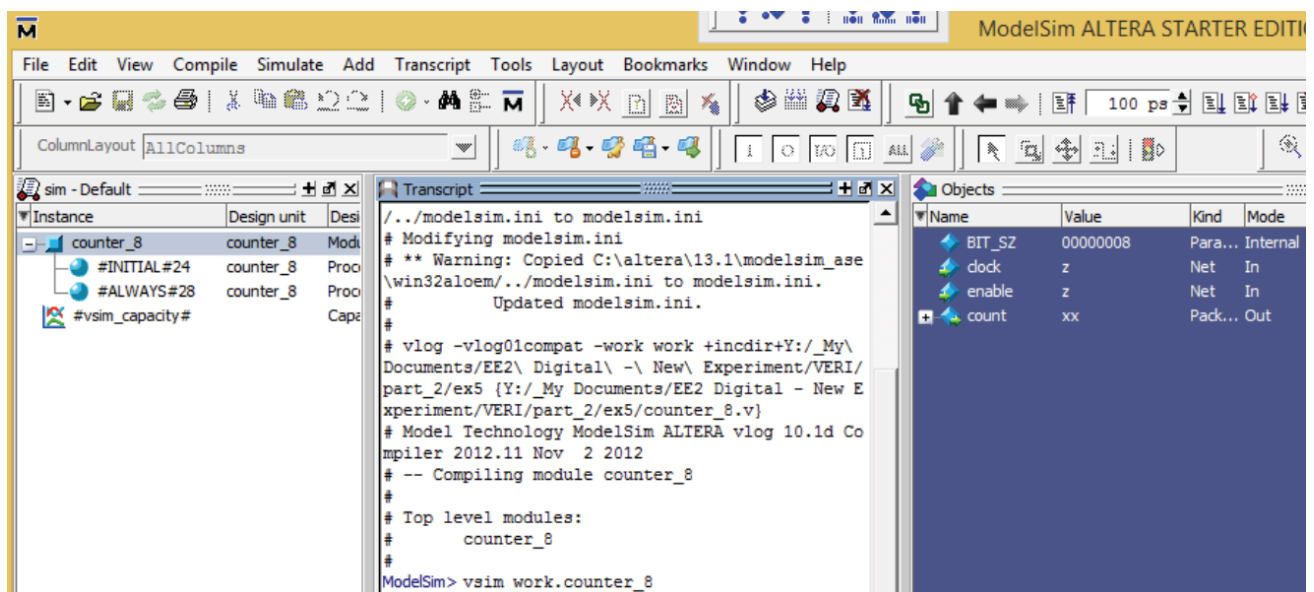 ModelSim ALTERA STARTER EDITI
File Edit View Compile Simulate Add Transcript Tools Layout Bookmarks Window Help
100 ps
ColumnLayout AllColumns
I O I/O ALL
sim - Default
Transcript
Objects
Instance Design unit
counter_8 counter_8
#INITIAL#24 counter_8
#ALWAYS#28 counter_8
#vsim_capacity#
/../modelsim.ini to modelsim.ini
# Modifying modelsim.ini
# ** Warning: Copied C:\altera\13.1\modelsim_ase
\win32aloem/../modelsim.ini to modelsim.ini.
# Updated modelsim.ini.
#
# vlog -vlog01compat -work work +incdir+Y:/_My\
Documents/EE2\ Digital\ -\ New\ Experiment/VERI/
part_2/ex5 {Y:/_My Documents/EE2 Digital - New E
xperiment/VERI/part_2/ex5/counter_8.v}
# Model Technology ModelSim ALTERA vlog 10.1d Co
mpiler 2012.11 Nov 2 2012
# -- Compiling module counter_8
#
# Top level modules:
# counter_8
#
ModelSim> vsim work.counter_8
Name Value Kind Mode
BIT_SZ 00000008 Para... Internal
clock z Net In
enable z Net In
count xx Pack... Out